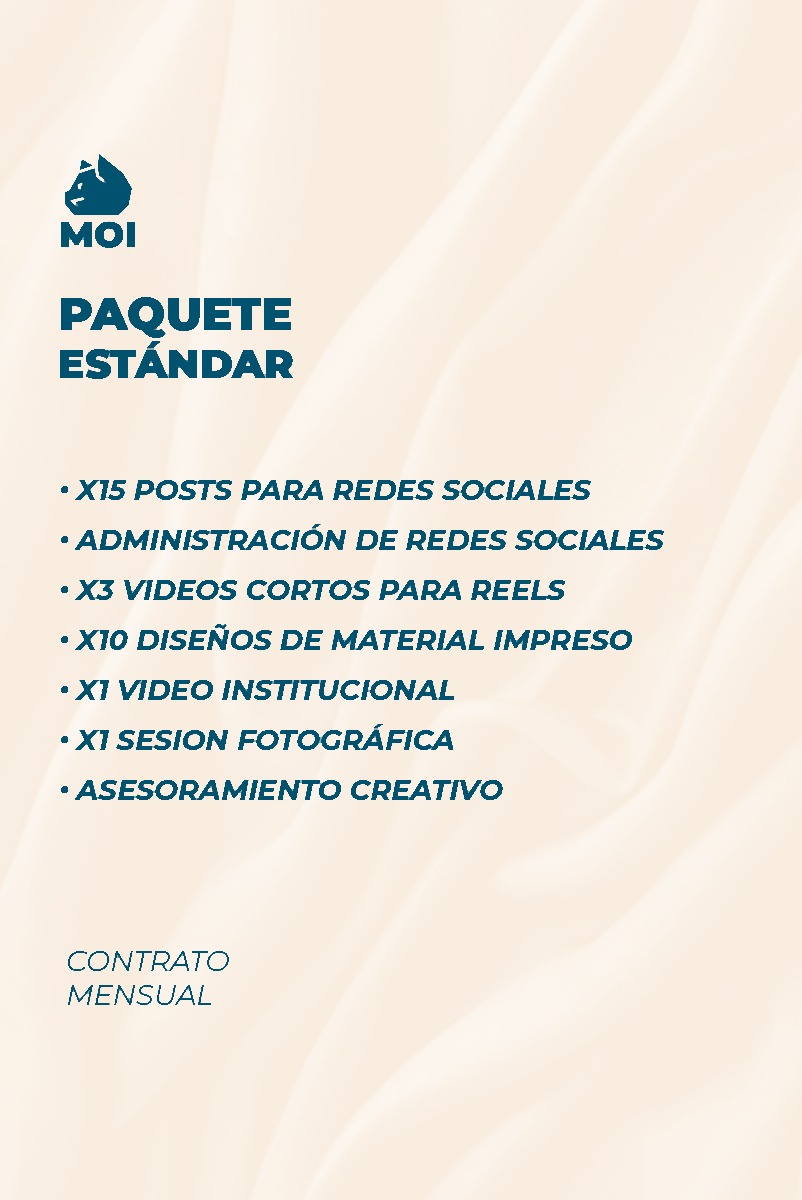 MOI
PAQUETE
ESTÁNDAR
• X15 POSTS PARA REDES SOCIALES
• ADMINISTRACIÓN DE REDES SOCIALES
• X3 VIDEOS CORTOS PARA REELS
• X10 DISEÑOS DE MATERIAL IMPRESO
• X1 VIDEO INSTITUCIONAL
• X1 SESION FOTOGRÁFICA
• ASESORAMIENTO CREATIVO
CONTRATO
MENSUAL